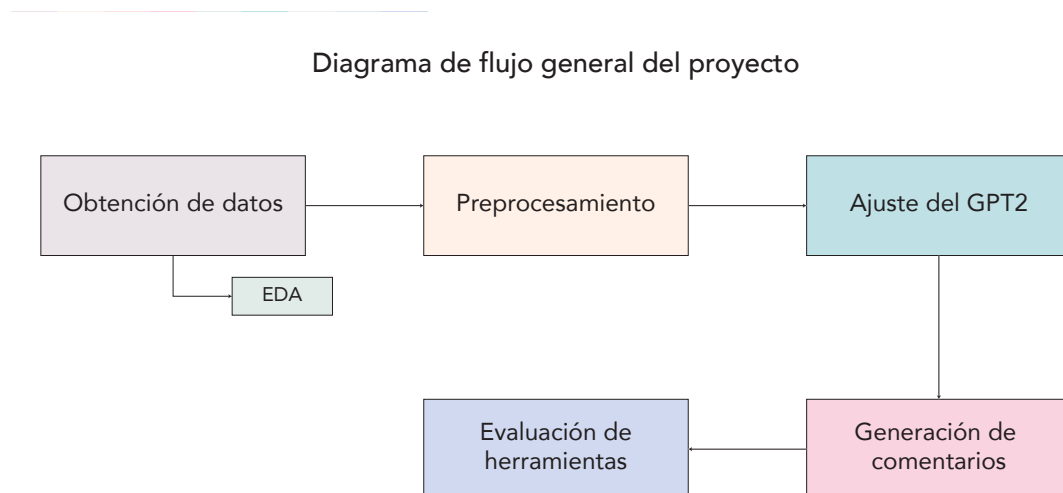 Diagrama de flujo general del proyecto
Obtención de datos
Preprocesamiento
Ajuste del GPT2
EDA
Evaluación de
herramientas
Generación de
comentarios